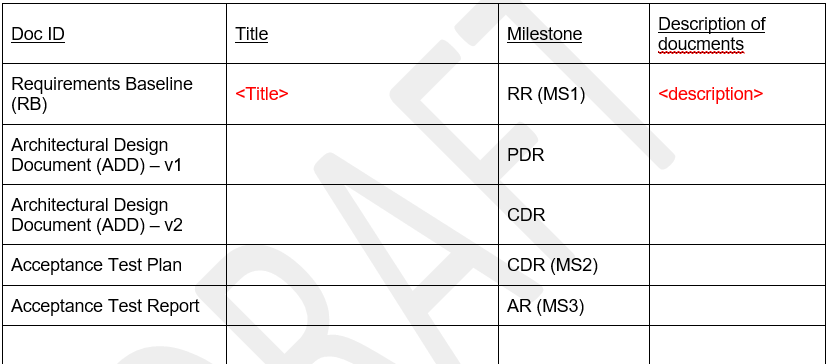 Doc ID
Title
Milestone
Description of
doucments
Requirements Baseline
(RB)
<Title>
RR (MS1)
<description>
Architectural Design
Document (ADD) – v1
PDR
Architectural Design
Document (ADD) – v2
CDR
Acceptance Test Plan
CDR (MS2)
Acceptance Test Report
AR (MS3)
DRAFT